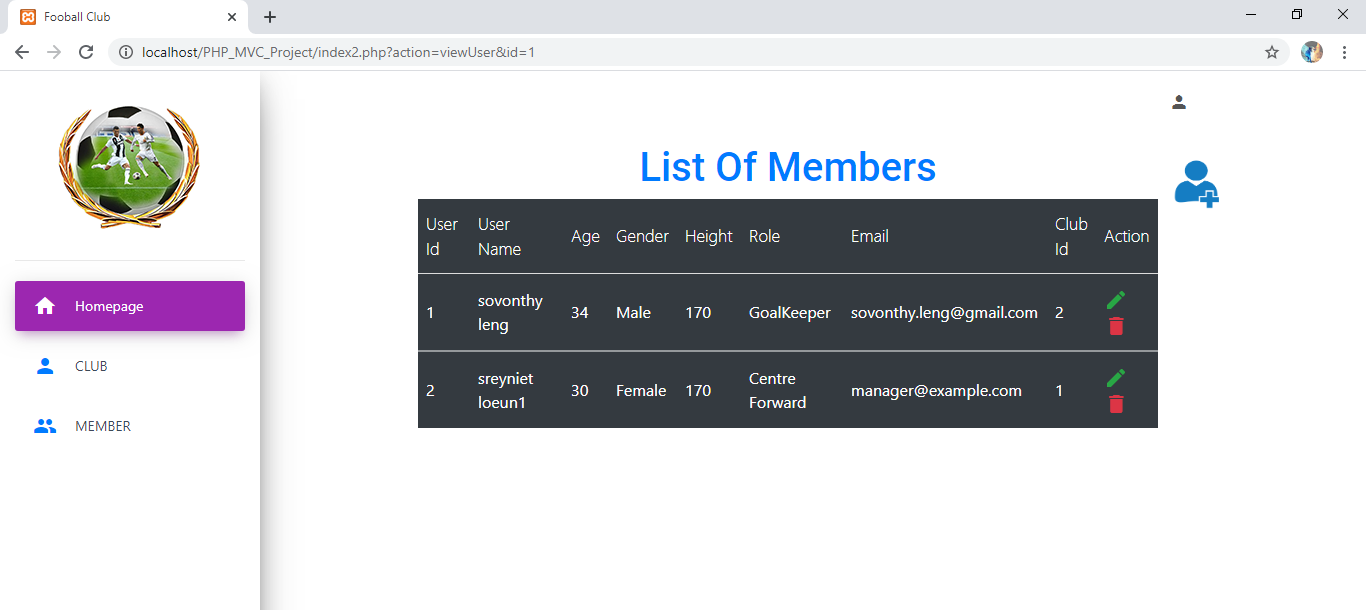 Fooball Club
localhost/PHP_MVC_Project/index2.php?action=viewUser&id=1
Homepage
CLUB
MEMBER
List Of Members
User Id User Name Age Gender Height Role Email Club Id Action
1 sovonthy leng 34 Male 170 GoalKeeper sovonthy.leng@gmail.com 2
2 sreyniet loeun1 30 Female 170 Centre Forward manager@example.com 1